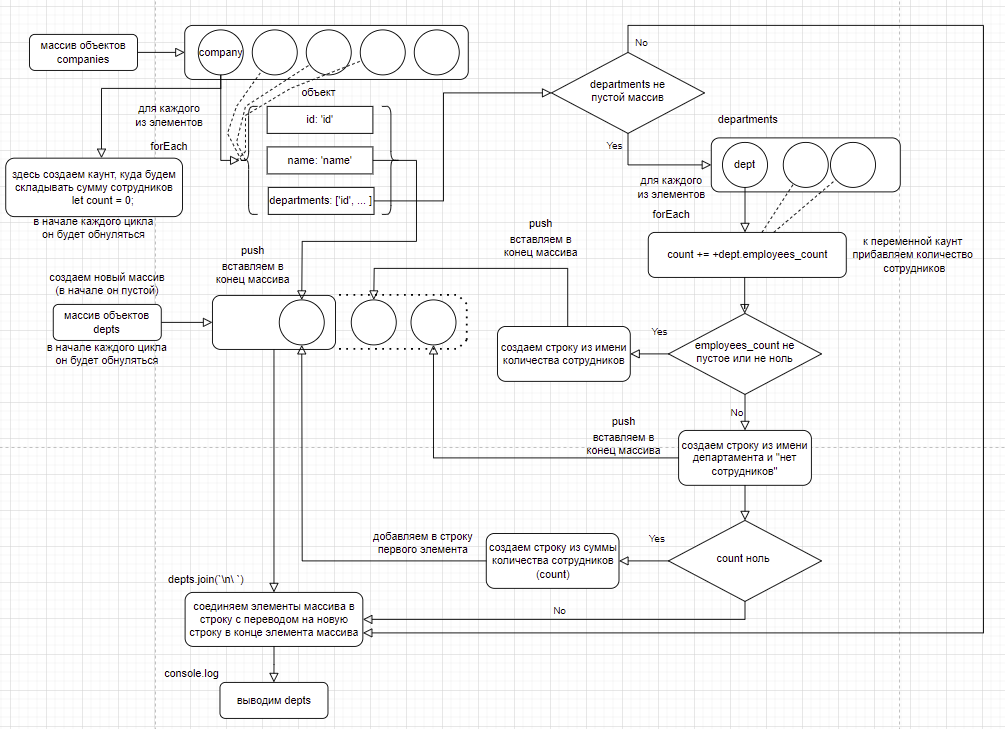 массив объектов
companies
company
No
departments не
пустой массив
Yes
departments
dept
для каждого
из элементов
forEach
объект
id: 'id'
name: 'name'
departments: ['id', ... ]
для каждого
из элементов
forEach
здесь создаем каунт, куда будем
складывать сумму сотрудников
let count = 0;
в начале каждого цикла
он будет обнуляться
count += +dept.employees_count
к переменной каунт
прибавляем количество
сотрудников
push
вставляем в
конец массива
push
вставляем в
конец массива
создаем новый массив
(в начале он пустой)
массив объектов
depts
в начале каждого цикла
он будет обнуляться
создаем строку из имени
количества сотрудников
Yes
employees_count не
пустое или не ноль
No
push
вставляем в
конец массива
создаем строку из имени
департамента и "нет
сотрудников"
добавляем в строку
первого элемента
создаем строку из суммы
количества сотрудников
(count)
Yes
count ноль
No
depts.join(`\n\ `)
соединяем элементы массива в
строку с переводом на новую
строку в конце элемента массива
console.log
выводим depts